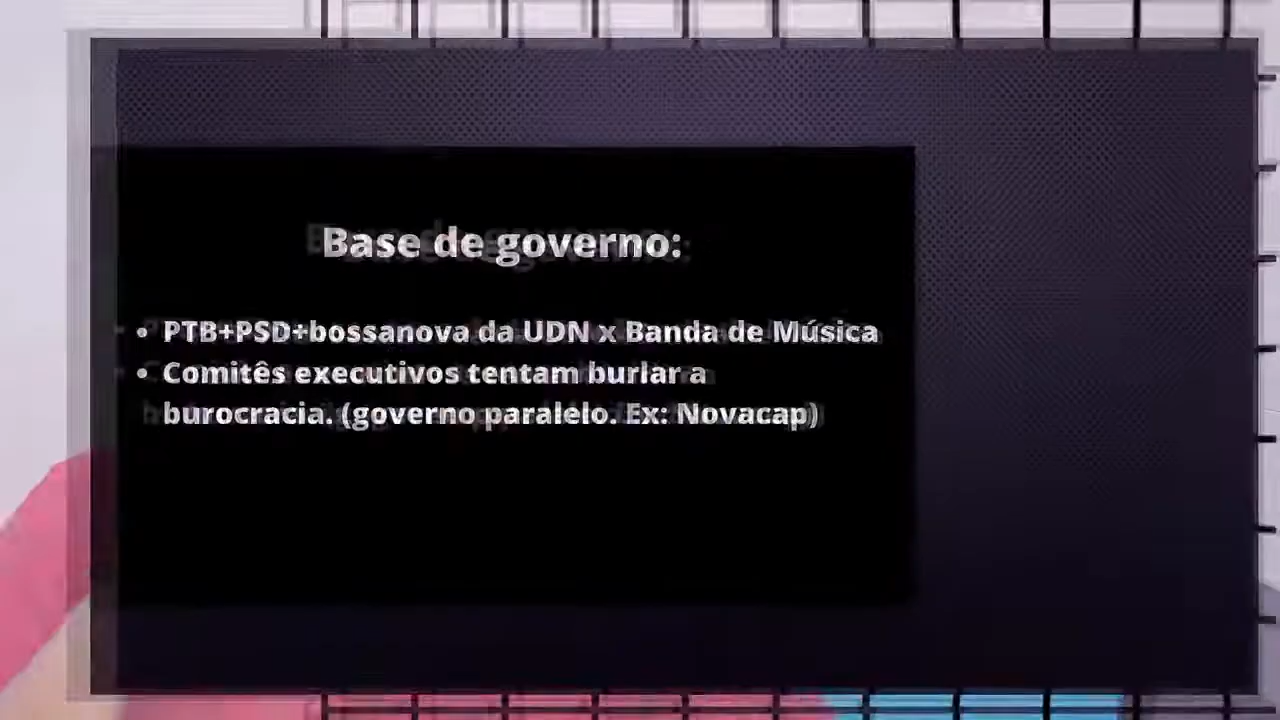 Base de governo:
• PTB+PSD+bossanova da UDN x Banda de Música
• Comitês executivos tentam burlar a
burocracia. (governo paralelo. Ex: Novacap)